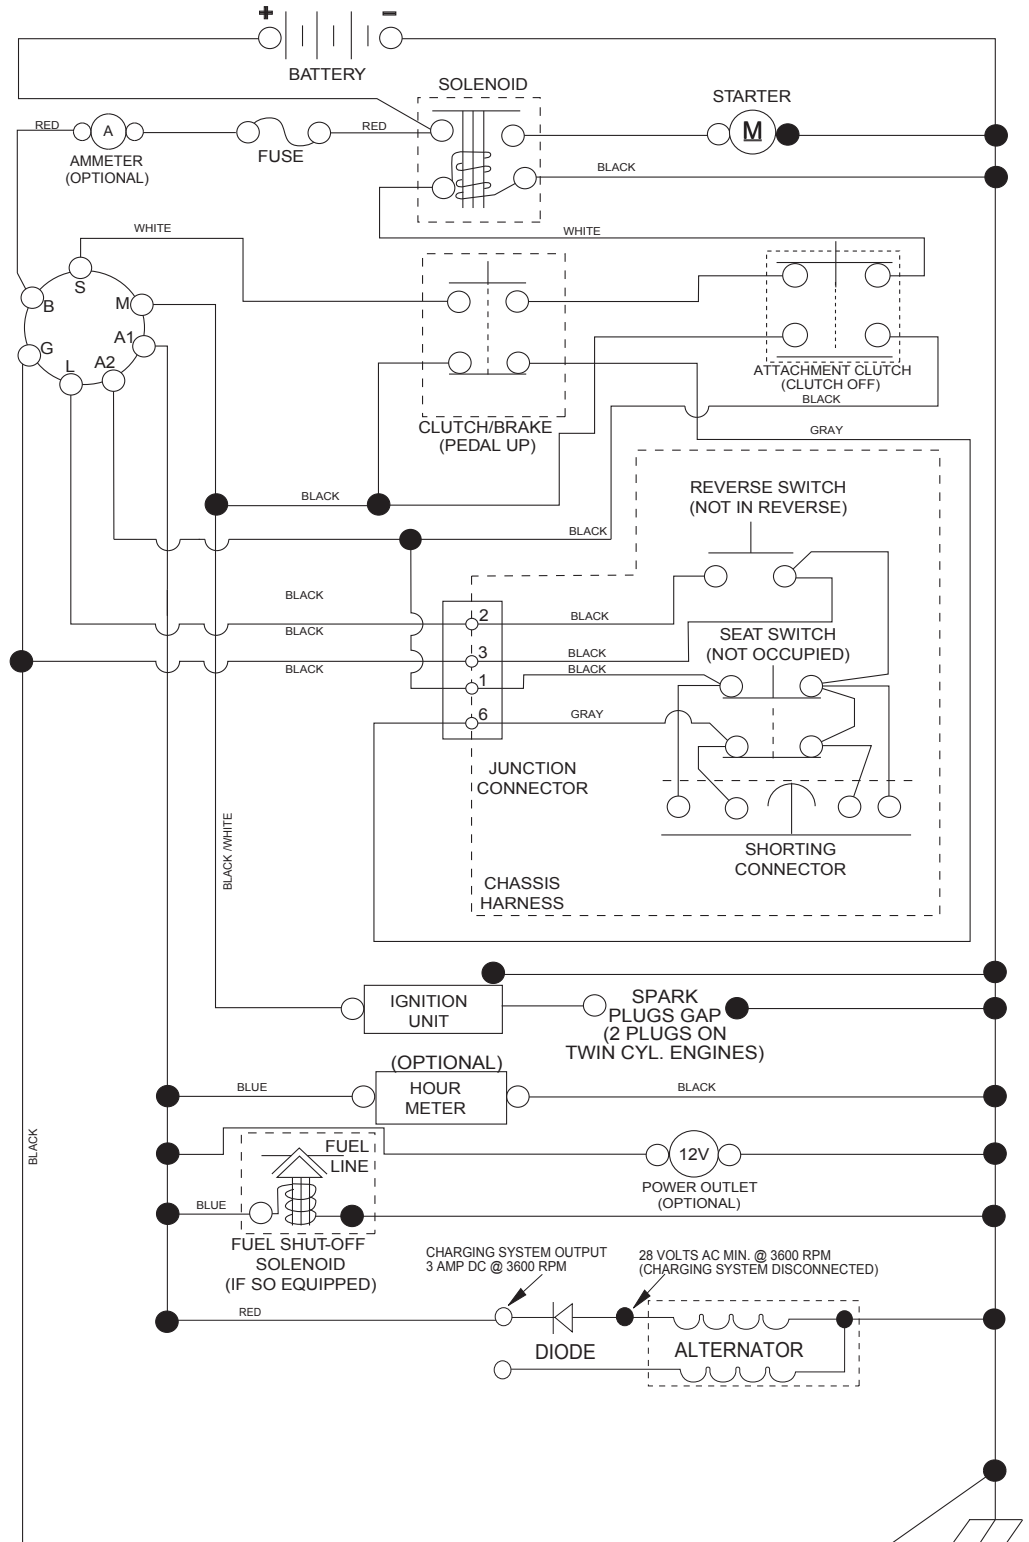 + -
BATTERY
SOLENOID
STARTER
RED
A
RED
M
AMMETER
(OPTIONAL)
FUSE
BLACK
WHITE
WHITE
S
B
M
A1
G
A2
L
ATTACHMENT CLUTCH
(CLUTCH OFF)
BLACK
CLUTCH/BRAKE
(PEDAL UP)
GRAY
REVERSE SWITCH
(NOT IN REVERSE)
BLACK
BLACK
BLACK
2
BLACK
BLACK
SEAT SWITCH
(NOT OCCUPIED)
3
BLACK
BLACK
BLACK
1
6
GRAY
JUNCTION
CONNECTOR
BLACK /WHITE
SHORTING
CONNECTOR
CHASSIS
HARNESS
IGNITION
UNIT
SPARK
PLUGS GAP
(2 PLUGS ON
TWIN CYL. ENGINES)
(OPTIONAL)
BLUE
HOUR
METER
BLACK
BLACK
FUEL
LINE
12V
POWER OUTLET
(OPTIONAL)
BLUE
FUEL SHUT-OFF
SOLENOID
(IF SO EQUIPPED)
CHARGING SYSTEM OUTPUT
3 AMP DC @ 3600 RPM
28 VOLTS AC MIN. @ 3600 RPM
(CHARGING SYSTEM DISCONNECTED)
RED
DIODE
ALTERNATOR